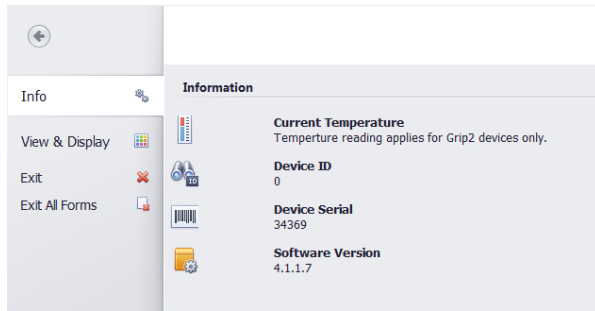 Info
View & Display
Exit
Exit All Forms
Information
Current Temperature
Temperture reading applies for Grip2 devices only.
Device ID
0
ID
Device Serial
34369
Software Version
4.1.1.7